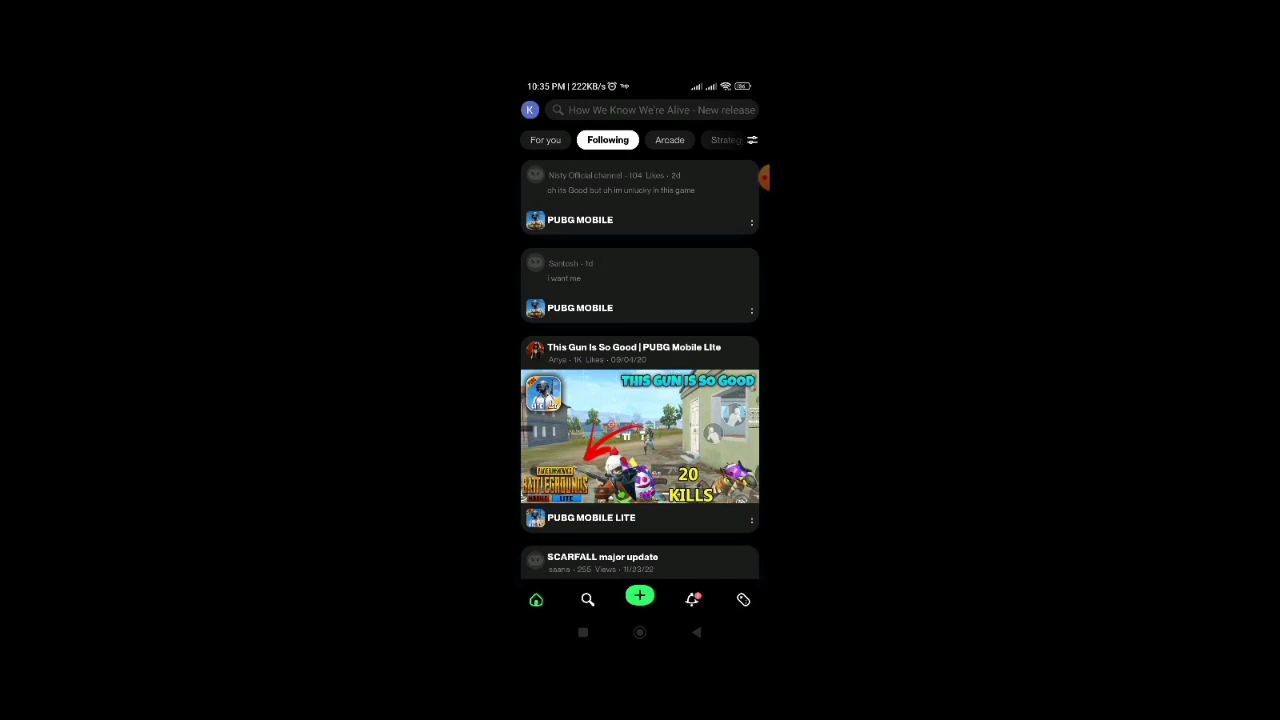 10:35 PM | 222KB/s
K
How We Know We're Alive - New release
For you
Following
Arcade
Strateg
Nisty Official channel · 104 Likes · 2d
oh its Good but uh im unlucky in this game
PUBG MOBILE
Santosh · 1d
i want me
PUBG MOBILE
This Gun Is So Good | PUBG Mobile Lite
Anya · 1K Likes · 09/04/20
THIS GUN IS SO GOOD
BATTLEGROUNDS
MOBILE LITE
20
KILLS
PUBG MOBILE LITE
SCARFALL major update
saana · 255 Views · 11/23/22